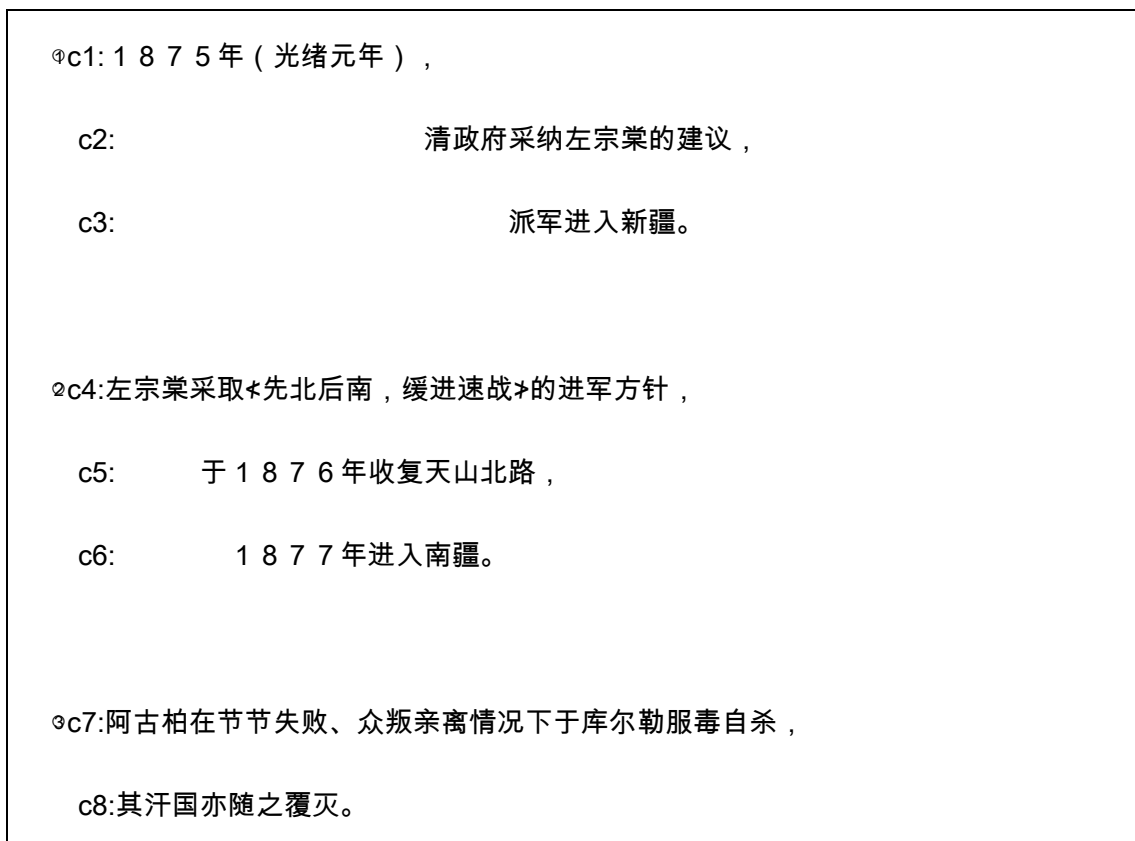 ①c1:１８７５年（光绪元年），
c2: 清政府采纳左宗棠的建议，
c3: 派军进入新疆。
②c4:左宗棠采取≮先北后南，缓进速战≯的进军方针，
c5: 于１８７６年收复天山北路，
c6: １８７７年进入南疆。
③c7:阿古柏在节节失败、众叛亲离情况下于库尔勒服毒自杀，
c8:其汗国亦随之覆灭。